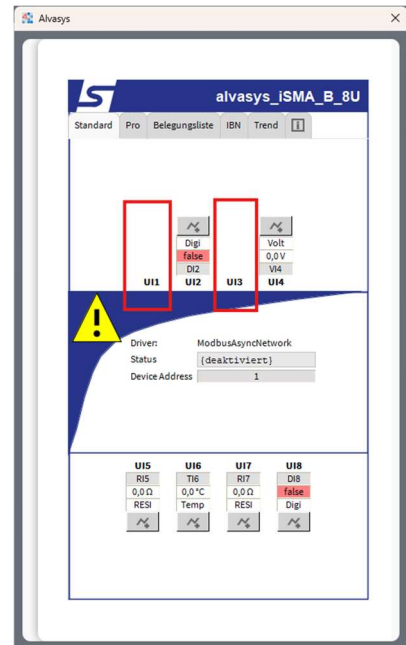 Alvasys
alvasys_iSMA_B_8U
Standard Pro Belegungsliste IBN Trend i
Digi Volt
false 0,0 V
DI2 VI4
UI1 UI2 UI3 UI4
Driver: ModbusAsyncNetwork
Status {deaktiviert}
Device Address 1
UI5 UI6 UI7 UI8
RI5 TI6 RI7 DI8
0,0 Ω 0,0 °C 0,0 Ω false
RESI Temp RESI Digi